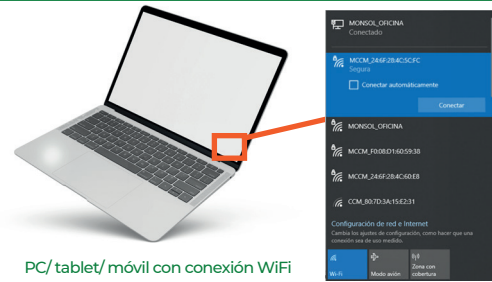 MONSOL_OFICINA
Conectado
MCCM_24:6F:28:4C:5C:FC
Segura
Conectar automáticamente
Conectar
MONSOL_OFICINA
MCCM_F0:08:D1:60:59:38
MCCM_24:6F:28:4C:60:E8
CCM_80:7D:3A:15:E2:31
Configuración de red e Internet
Cambia los ajustes de configuración, como hacer que una
conexión sea de uso medido.
Wi-Fi
Modo avión
Zona con
cobertura
PC/tablet/móvil con conexión WiFi